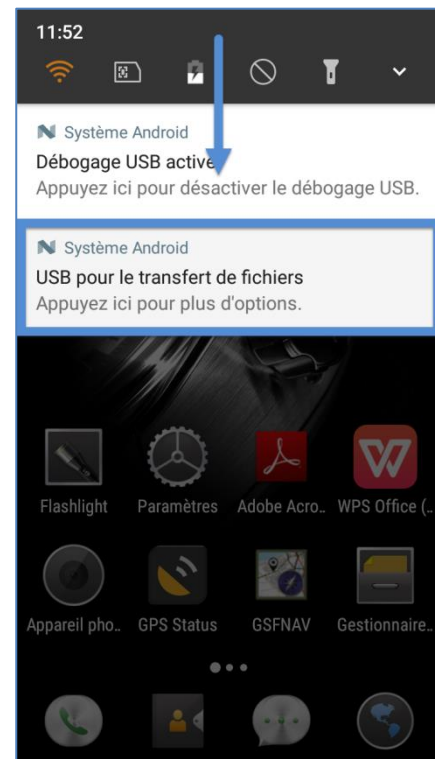 11:52
Système Android
Débogage USB activé
Appuyez ici pour désactiver le débogage USB.
Système Android
USB pour le transfert de fichiers
Appuyez ici pour plus d'options.
Flashlight Paramètres Adobe Acro.. WPS Office (..
Appareil pho.. GPS Status GSFNAV Gestionnaire..